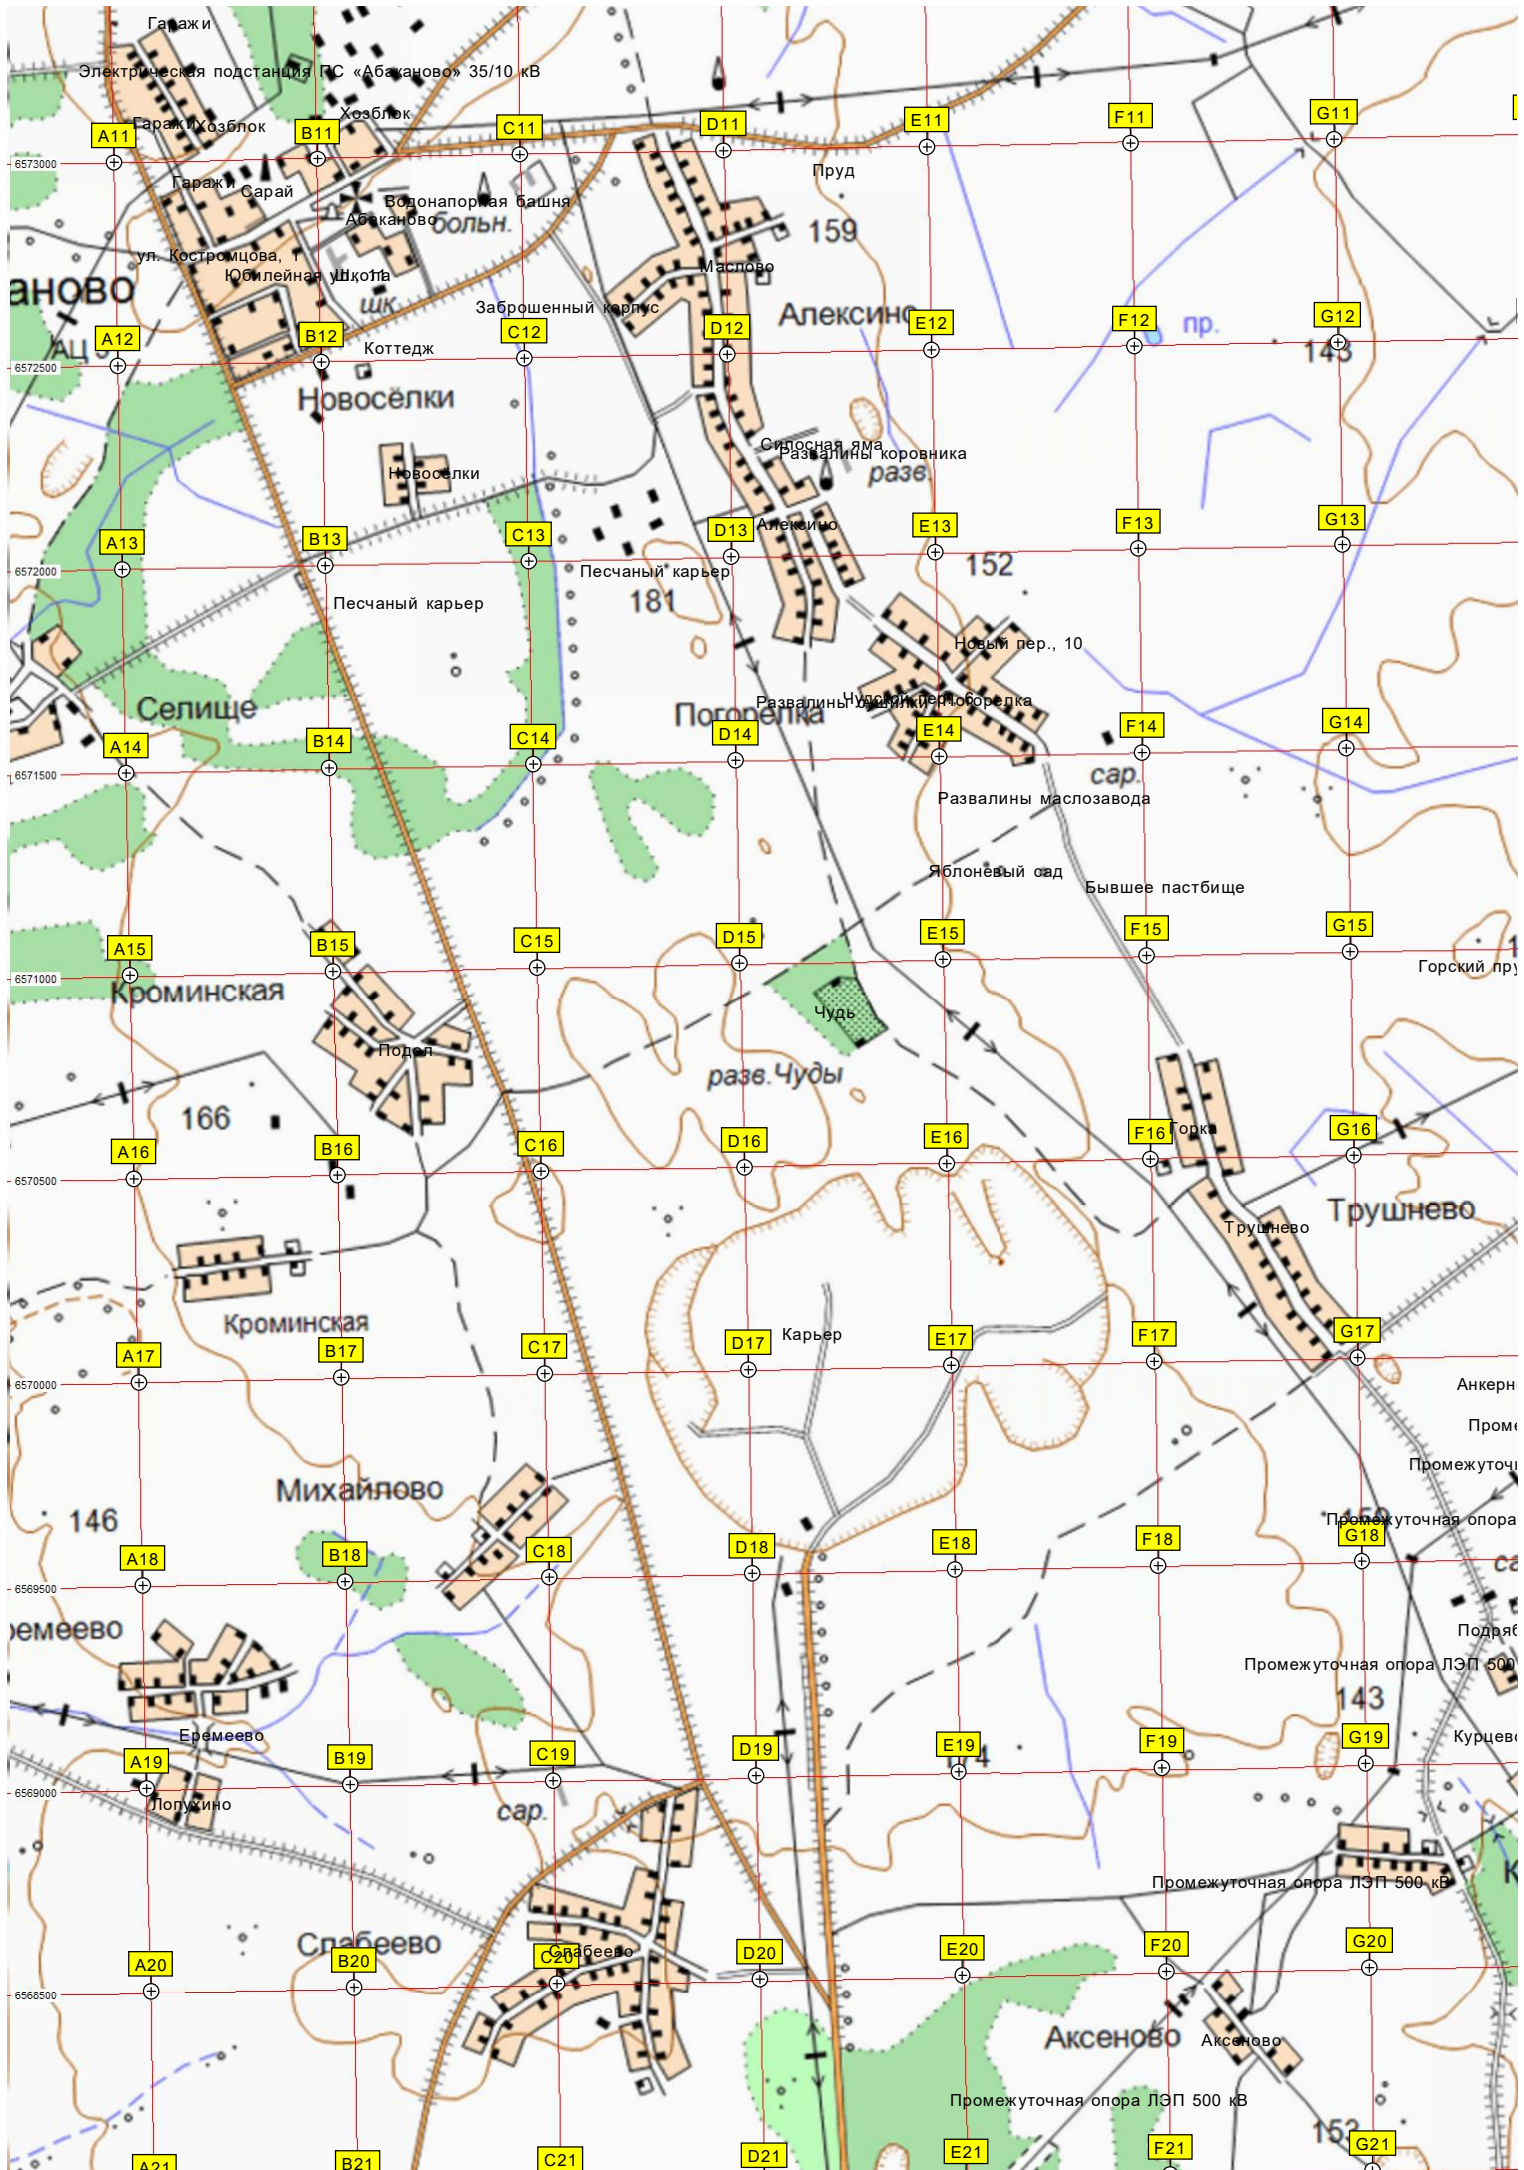 Гаражи
Электрическая подстанция ПС «Абаканово» 35/10 кВ
Хозблок
Гаражи
Хозблок
A11
B11
C11
D11
E11
F11
G11
6573000
Пруд
Гаражи
Сарай
Водонапорная башня
Абаканово
больн.
159
ул. Костромцова, 1
Маслово
Школа
аново
шк.
Заброшенный корпус
Алексино
A12
B12
C12
D12
E12
F12
пр.
G12
143
Коттедж
6572500
Новосёлки
Силосная яма
Развалины коровника
разв.
Новосёлки
A13
B13
C13
D13
Алексино
E13
F13
G13
6572000
Песчаный карьер
152
181
Песчаный карьер
Новый пер., 10
Погорелка
Селище
Погорелка
A14
B14
C14
D14
E14
F14
G14
6571500
сар.
Развалины маслозавода
Яблоневый сад
Бывшее пастбище
A15
B15
C15
D15
E15
F15
G15
6571000
Горский пру
Кроминская
Чудь
Подол
разв.Чуды
166
A16
B16
C16
D16
E16
F16
Горка
G16
6570500
Трушнево
Трушнево
Кроминская
Карьер
A17
B17
C17
D17
E17
F17
G17
6570000
Анкерн
Проме
Промежуточ
Михайлово
146
Промежуточная опора
A18
B18
C18
D18
E18
F18
G18
6569500
са
ремеево
Подряб
Промежуточная опора ЛЭП 500
143
Еремеево
Курцево
A19
B19
C19
D19
E19
F19
G19
6569000
Лопухино
сар.
Промежуточная опора ЛЭП 500 кВ
К
Слабеево
Слабеево
A20
B20
C20
D20
E20
F20
G20
6568500
Аксеново
Аксеново
Промежуточная опора ЛЭП 500 кВ
153
A21
B21
C21
D21
E21
F21
G21